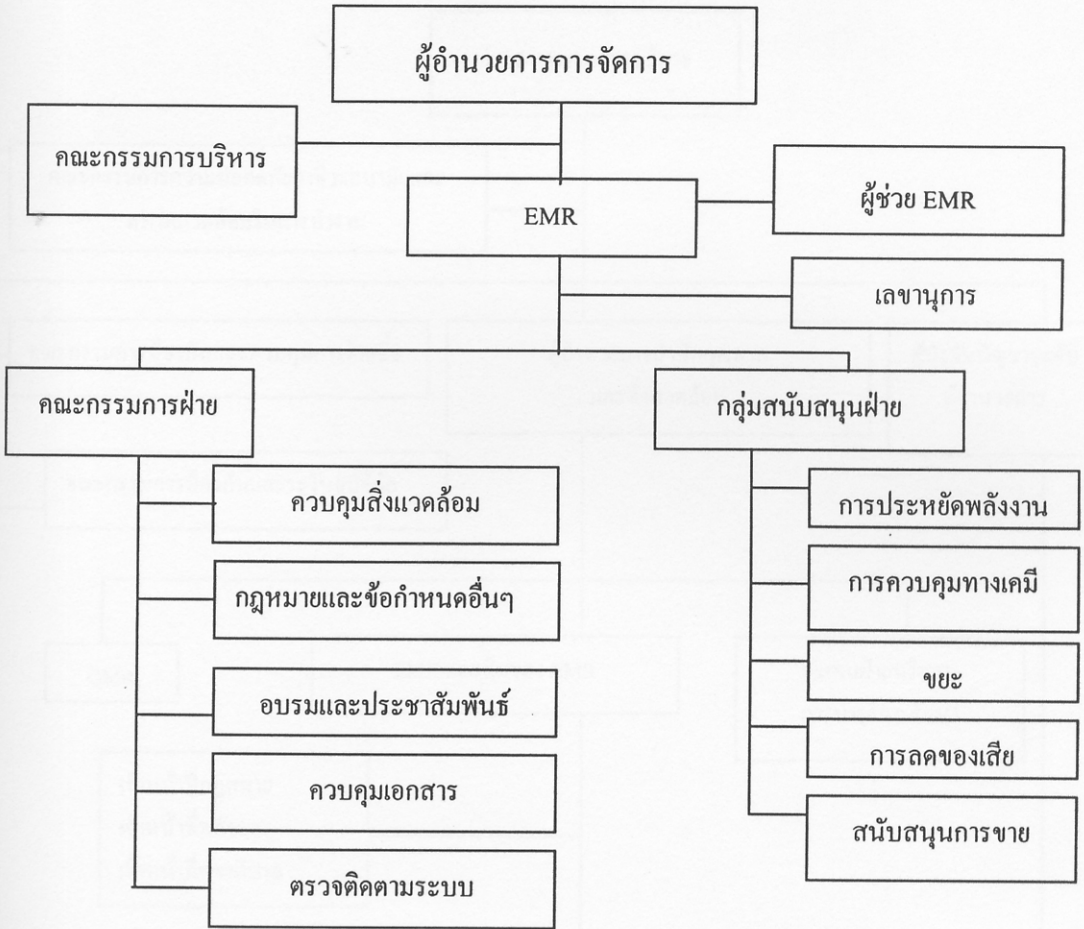 ผู้อำนวยการการจัดการ
คณะกรรมการบริหาร
EMR
ผู้ช่วย EMR
เลขานุการ
คณะกรรมการฝ่าย
กลุ่มสนับสนุนฝ่าย
ควบคุมสิ่งแวดล้อม
กฎหมายและข้อกำหนดอื่นๆ
อบรมและประชาสัมพันธ์
ควบคุมเอกสาร
ตรวจติดตามระบบ
การประหยัดพลังงาน
การควบคุมทางเคมี
ขยะ
การลดของเสีย
สนับสนุนการขาย